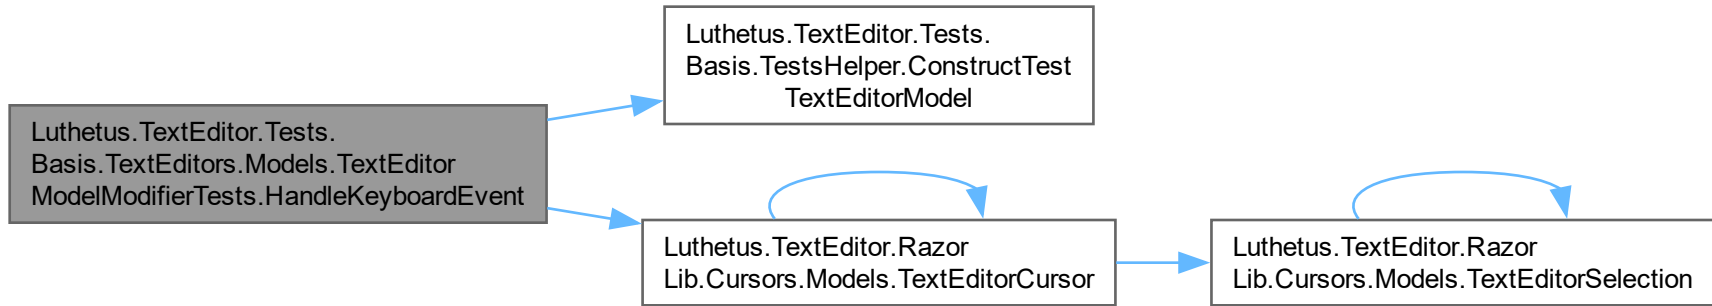 Luthetus.TextEditor.Tests.
Basis.TestsHelper.ConstructTest
TextEditorModel
Luthetus.TextEditor.Tests.
Basis.TextEditors.Models.TextEditor
ModelModifierTests.HandleKeyboardEvent
Luthetus.TextEditor.Razor
Lib.Cursors.Models.TextEditorCursor
Luthetus.TextEditor.Razor
Lib.Cursors.Models.TextEditorSelection